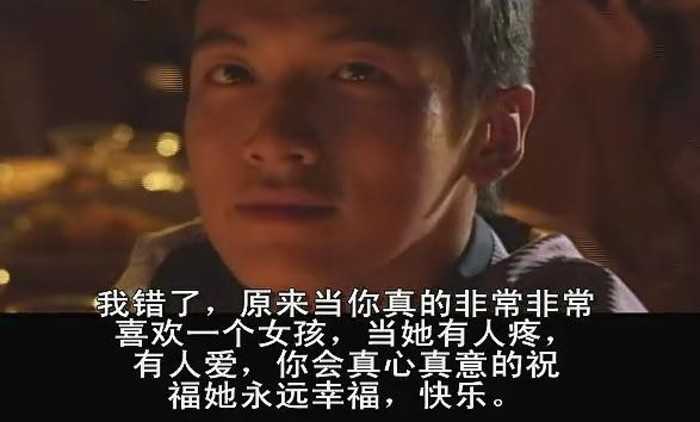 我错了，原来当你真的非常非常
喜欢一个女孩，当她有人疼，
有人爱，你会真心真意的祝
福她永远幸福，快乐。